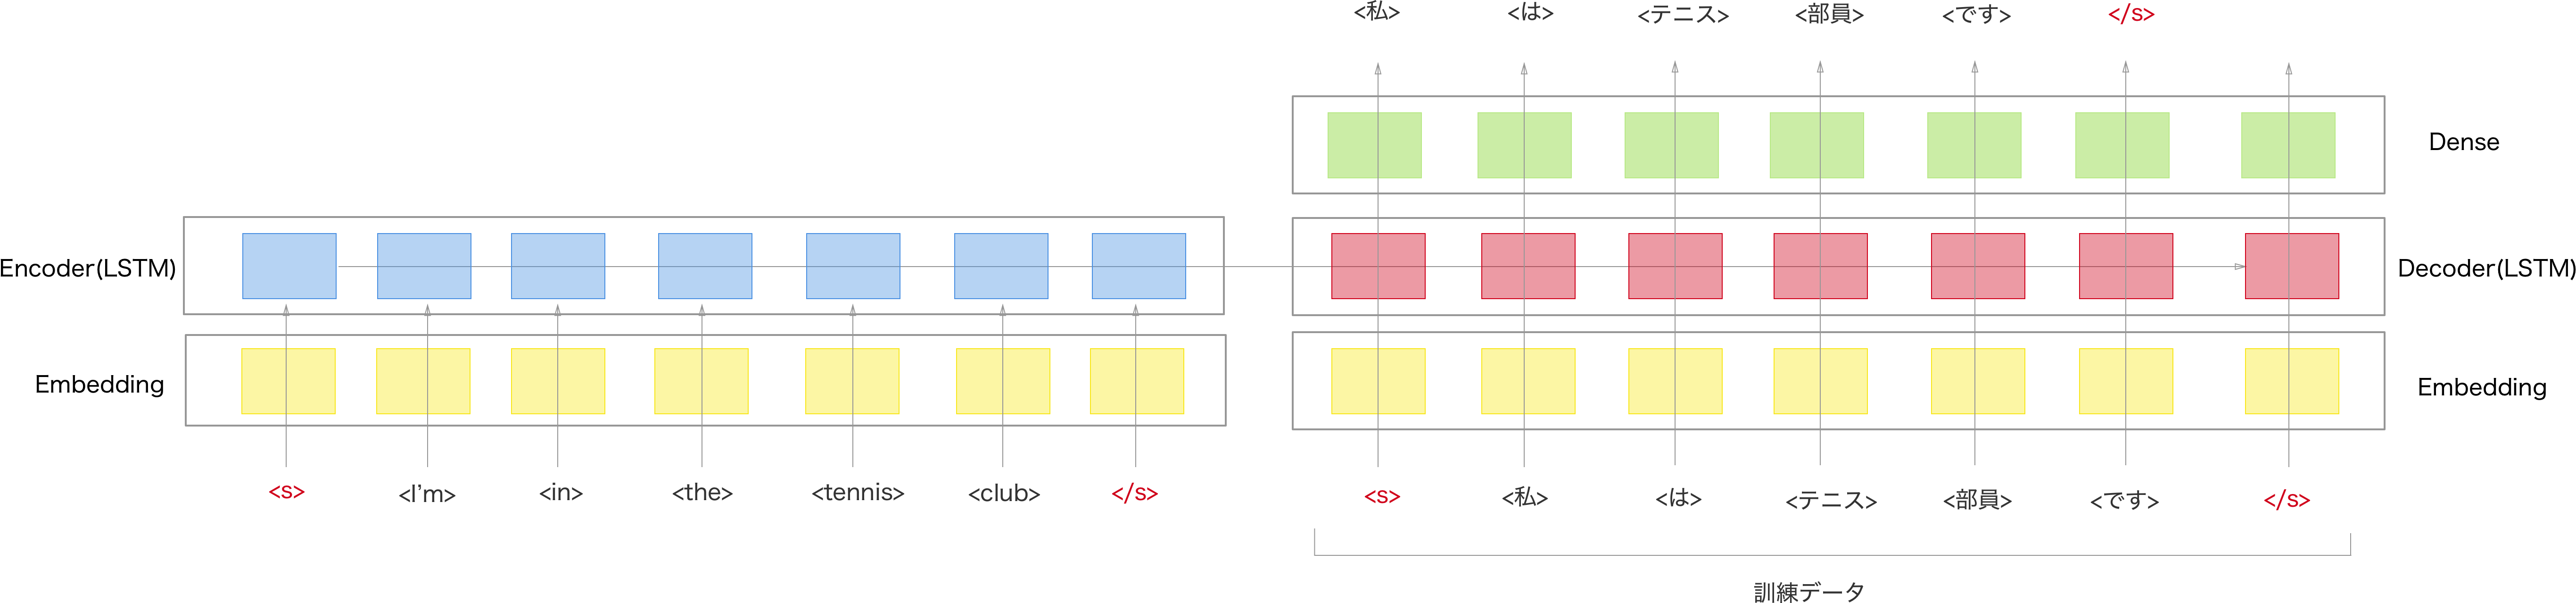 <私> <は> <テニス> <部員> <です> </s>
Dense
Encoder(LSTM)
Decoder(LSTM)
Embedding
Embedding
<s> <I'm> <in> <the> <tennis> <club> </s>
<s> <私> <は> <テニス> <部員> <です> </s>
訓練データ